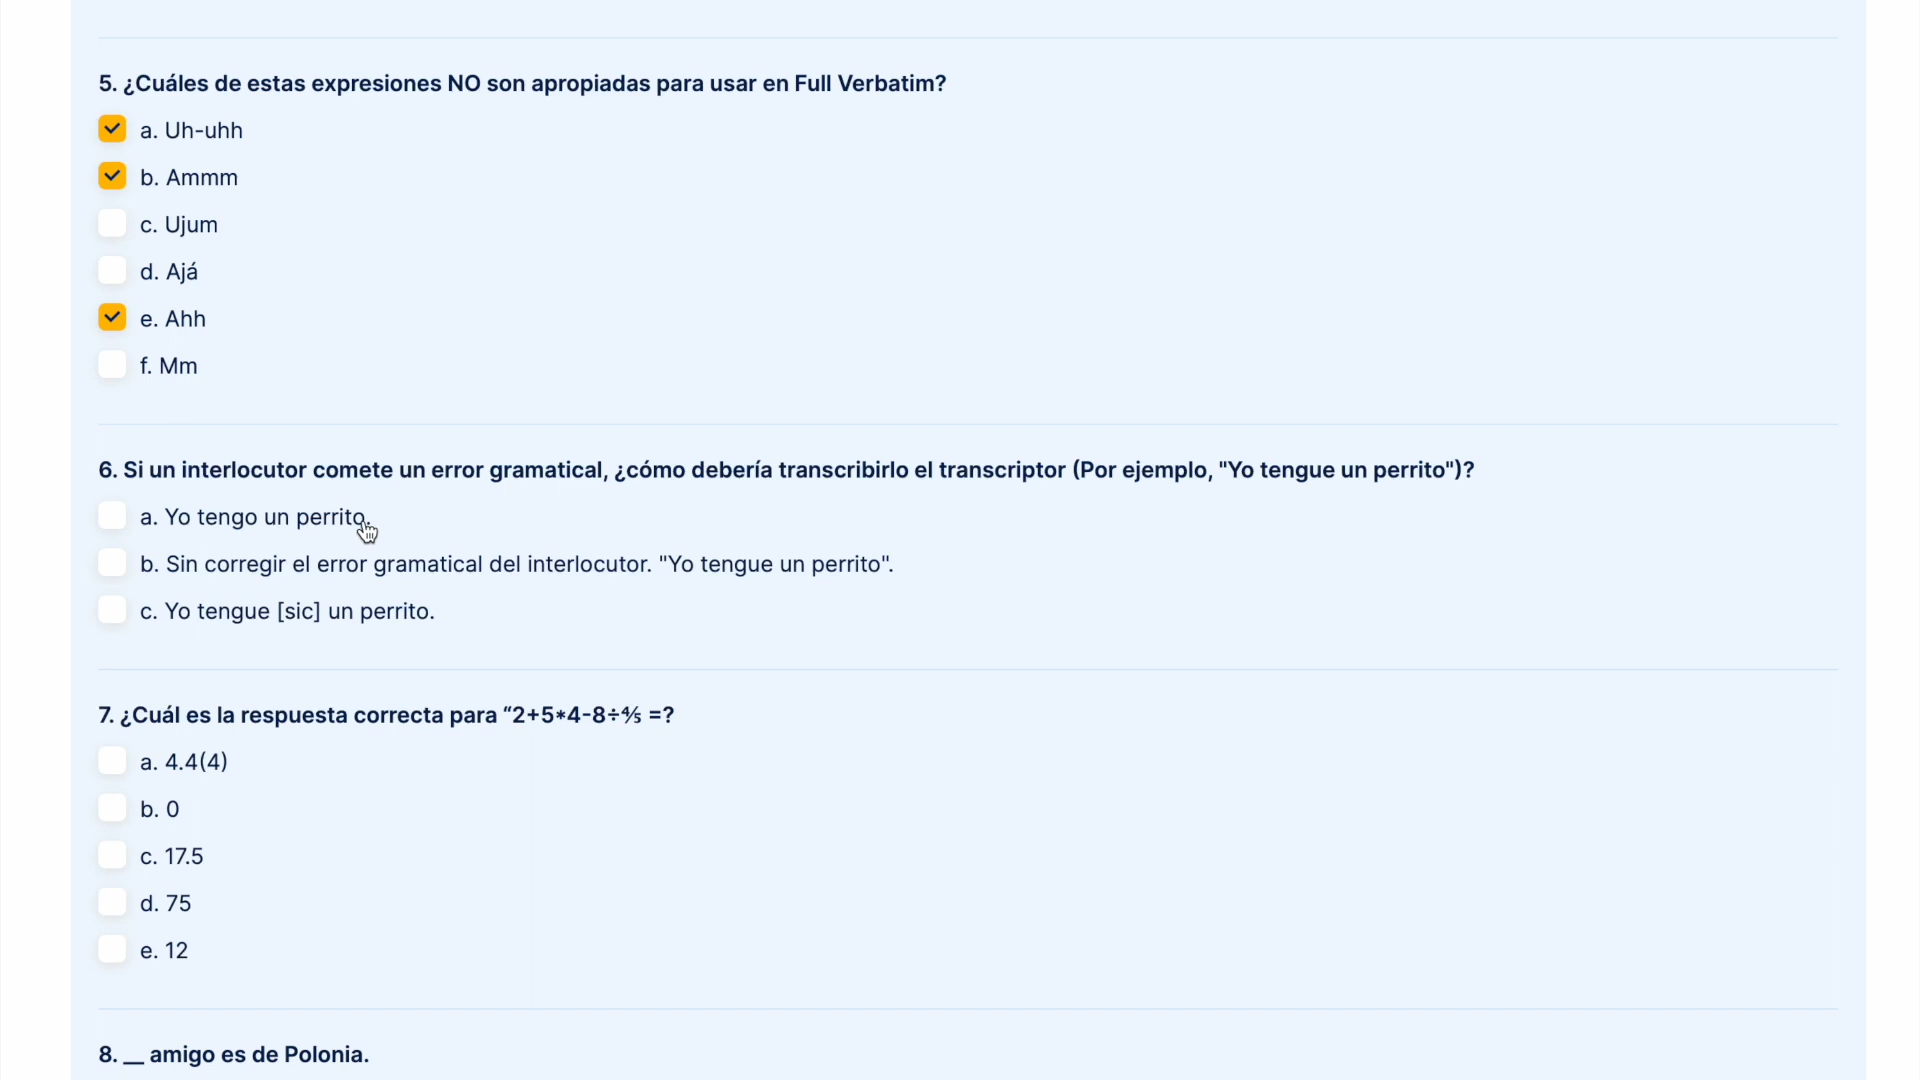 5. ¿Cuáles de estas expresiones NO son apropiadas para usar en Full Verbatim?
a. Uh-uhh
b. Ammm
c. Ujum
d. Ajá
e. Ahh
f. Mm
6. Si un interlocutor comete un error gramatical, ¿cómo debería transcribirlo el transcriptor (Por ejemplo, "Yo tengue un perrito")?
a. Yo tengo un perrito.
b. Sin corregir el error gramatical del interlocutor. "Yo tengue un perrito".
c. Yo tengue [sic] un perrito.
7. ¿Cuál es la respuesta correcta para “2+5*4-8÷⅘ =?
a. 4.4(4)
b. 0
c. 17.5
d. 75
e. 12
8. __ amigo es de Polonia.